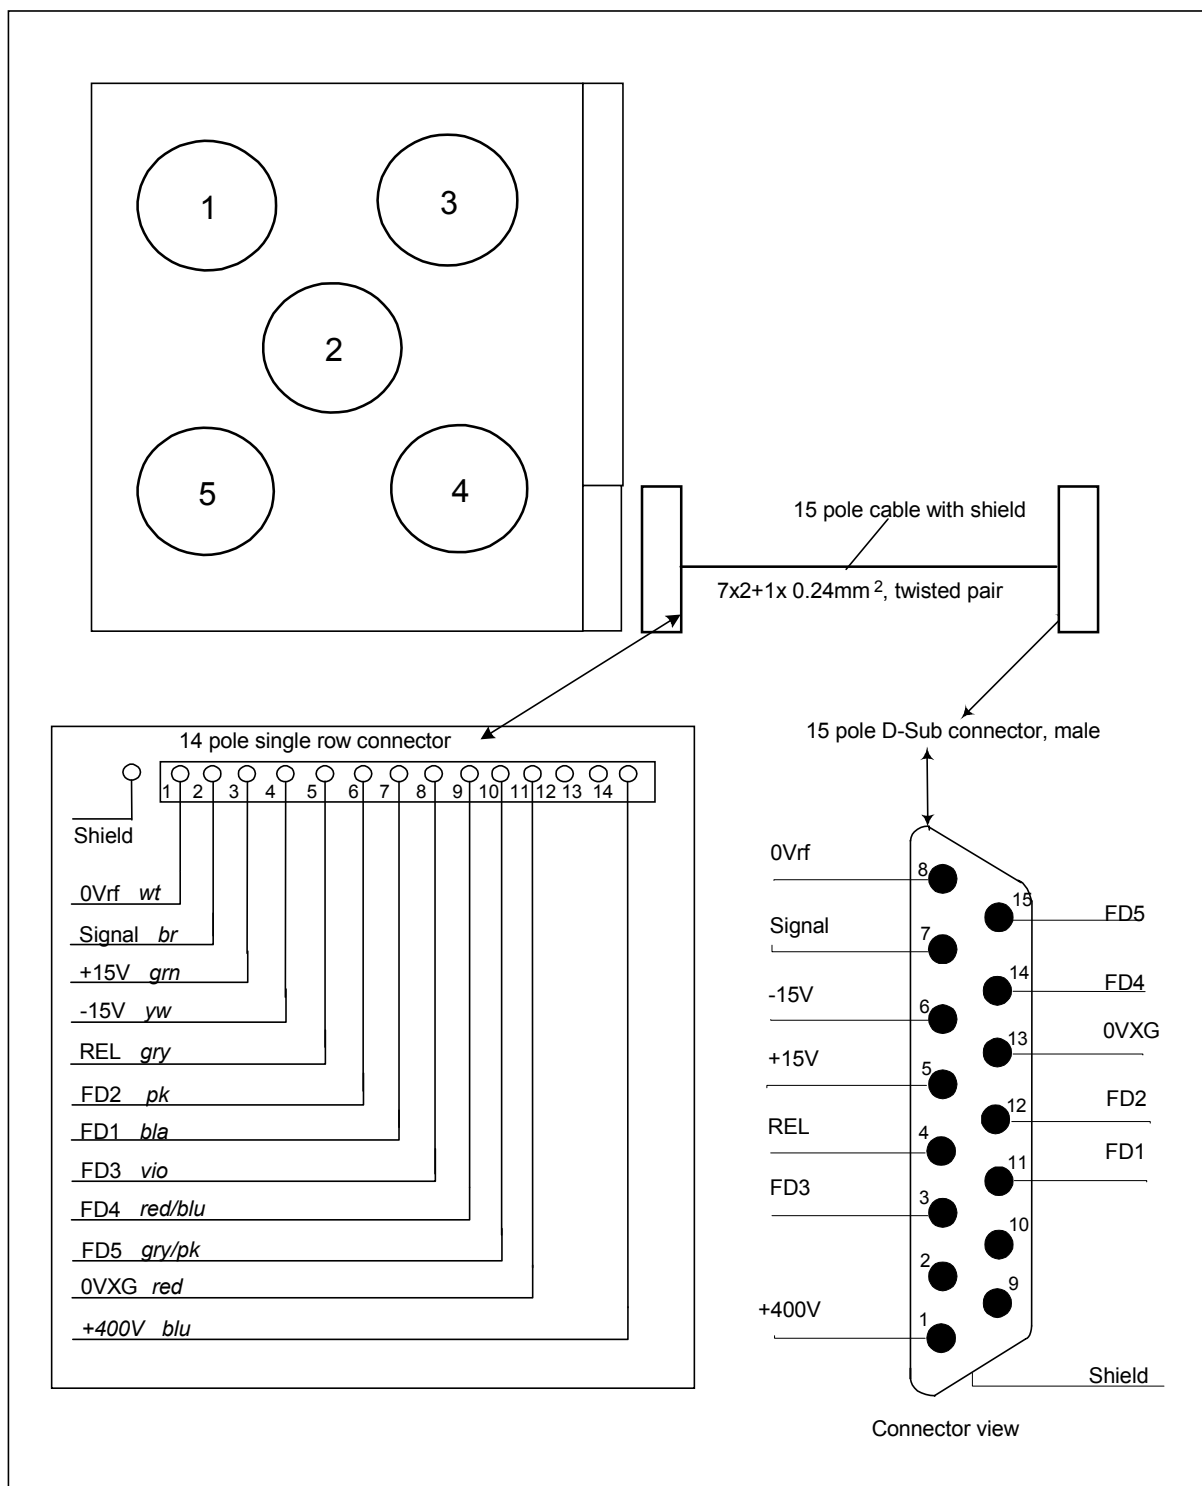 1
3
2
5
4
15 pole cable with shield
7x2+1x 0.24mm2, twisted pair
14 pole single row connector
1 2 3 4 5 6 7 8 9 10 11 12 13 14
Shield
0Vrf wt
Signal br
+15V grn
-15V yw
REL gry
FD2 pk
FD1 bla
FD3 vio
FD4 red/blu
FD5 gry/pk
0VXG red
+400V blu
15 pole D-Sub connector, male
0Vrf 8
15 FD5
Signal 7
14 FD4
-15V 6
13 0VXG
+15V 5
12 FD2
REL 4
11 FD1
FD3 3
10
2
9
+400V 1
Shield
Connector view